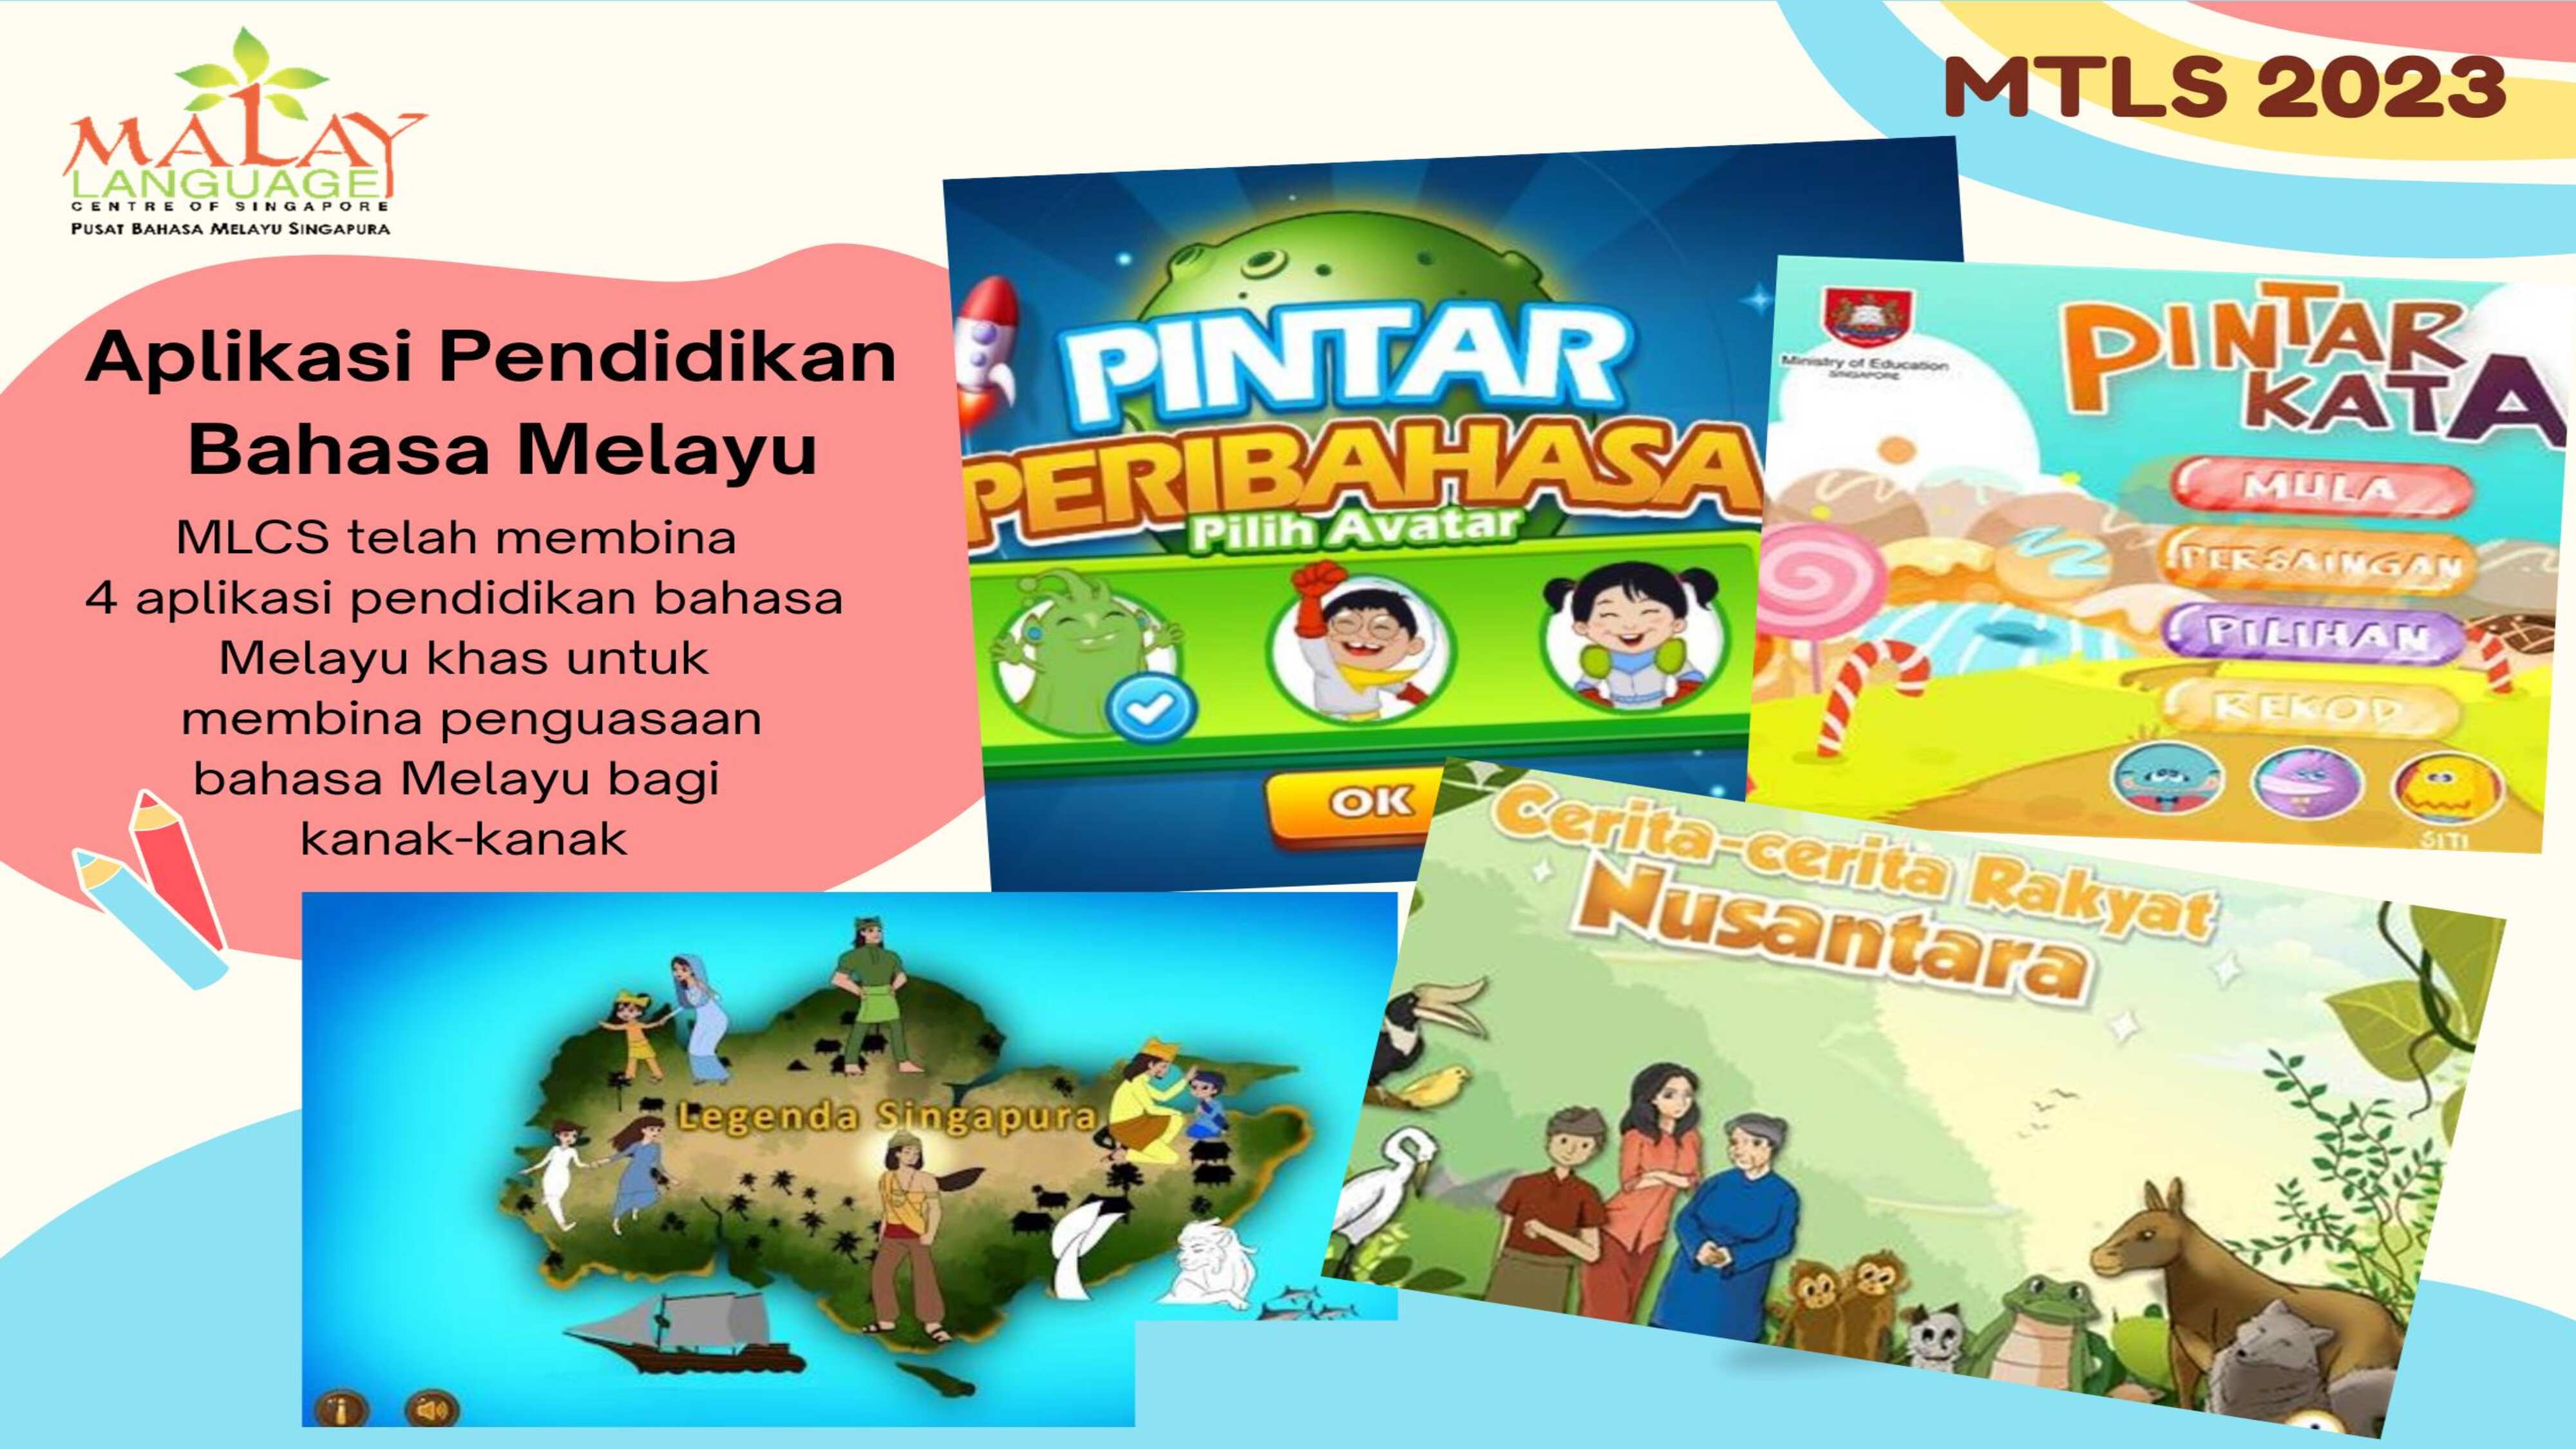 MALAY
LANGUAGE
CENTRE OF SINGAPORE
PUSAT BAHASA MELAYU SINGAPURA
MTLS 2023
Aplikasi Pendidikan
Bahasa Melayu
MLCS telah membina
4 aplikasi pendidikan bahasa
Melayu khas untuk
membina penguasaan
bahasa Melayu bagi
kanak-kanak
PINTAR
PERIBAHASA
Pilih Avatar
OK
Ministry of Education
SINGAPORE
PINTAR
KATA
MULA
PERSAINGAN
PILIHAN
REKOD
SITI
Cerita-cerita Rakyat
Nusantara
Legenda Singapura
i